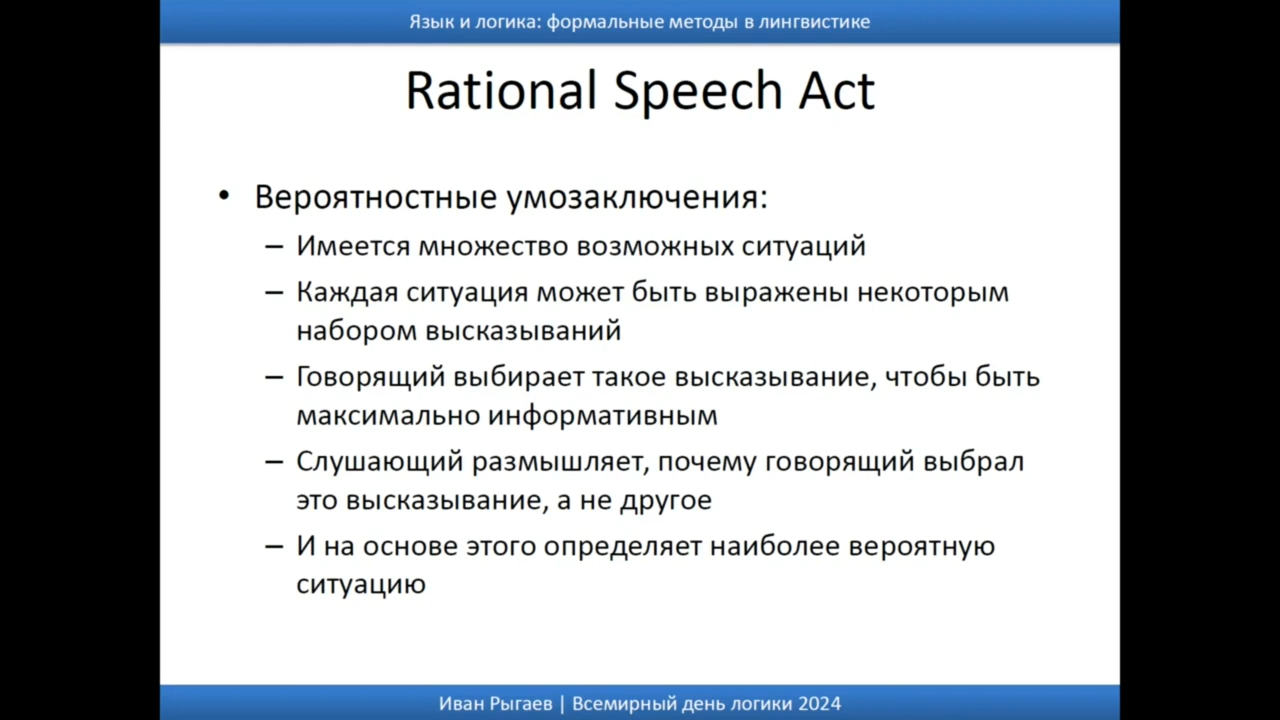 Язык и логика: формальные методы в лингвистике
Rational Speech Act
• Вероятностные умозаключения:
– Имеется множество возможных ситуаций
– Каждая ситуация может быть выражены некоторым
набором высказываний
– Говорящий выбирает такое высказывание, чтобы быть
максимально информативным
– Слушающий размышляет, почему говорящий выбрал
это высказывание, а не другое
– И на основе этого определяет наиболее вероятную
ситуацию
Иван Рыгаев | Всемирный день логики 2024